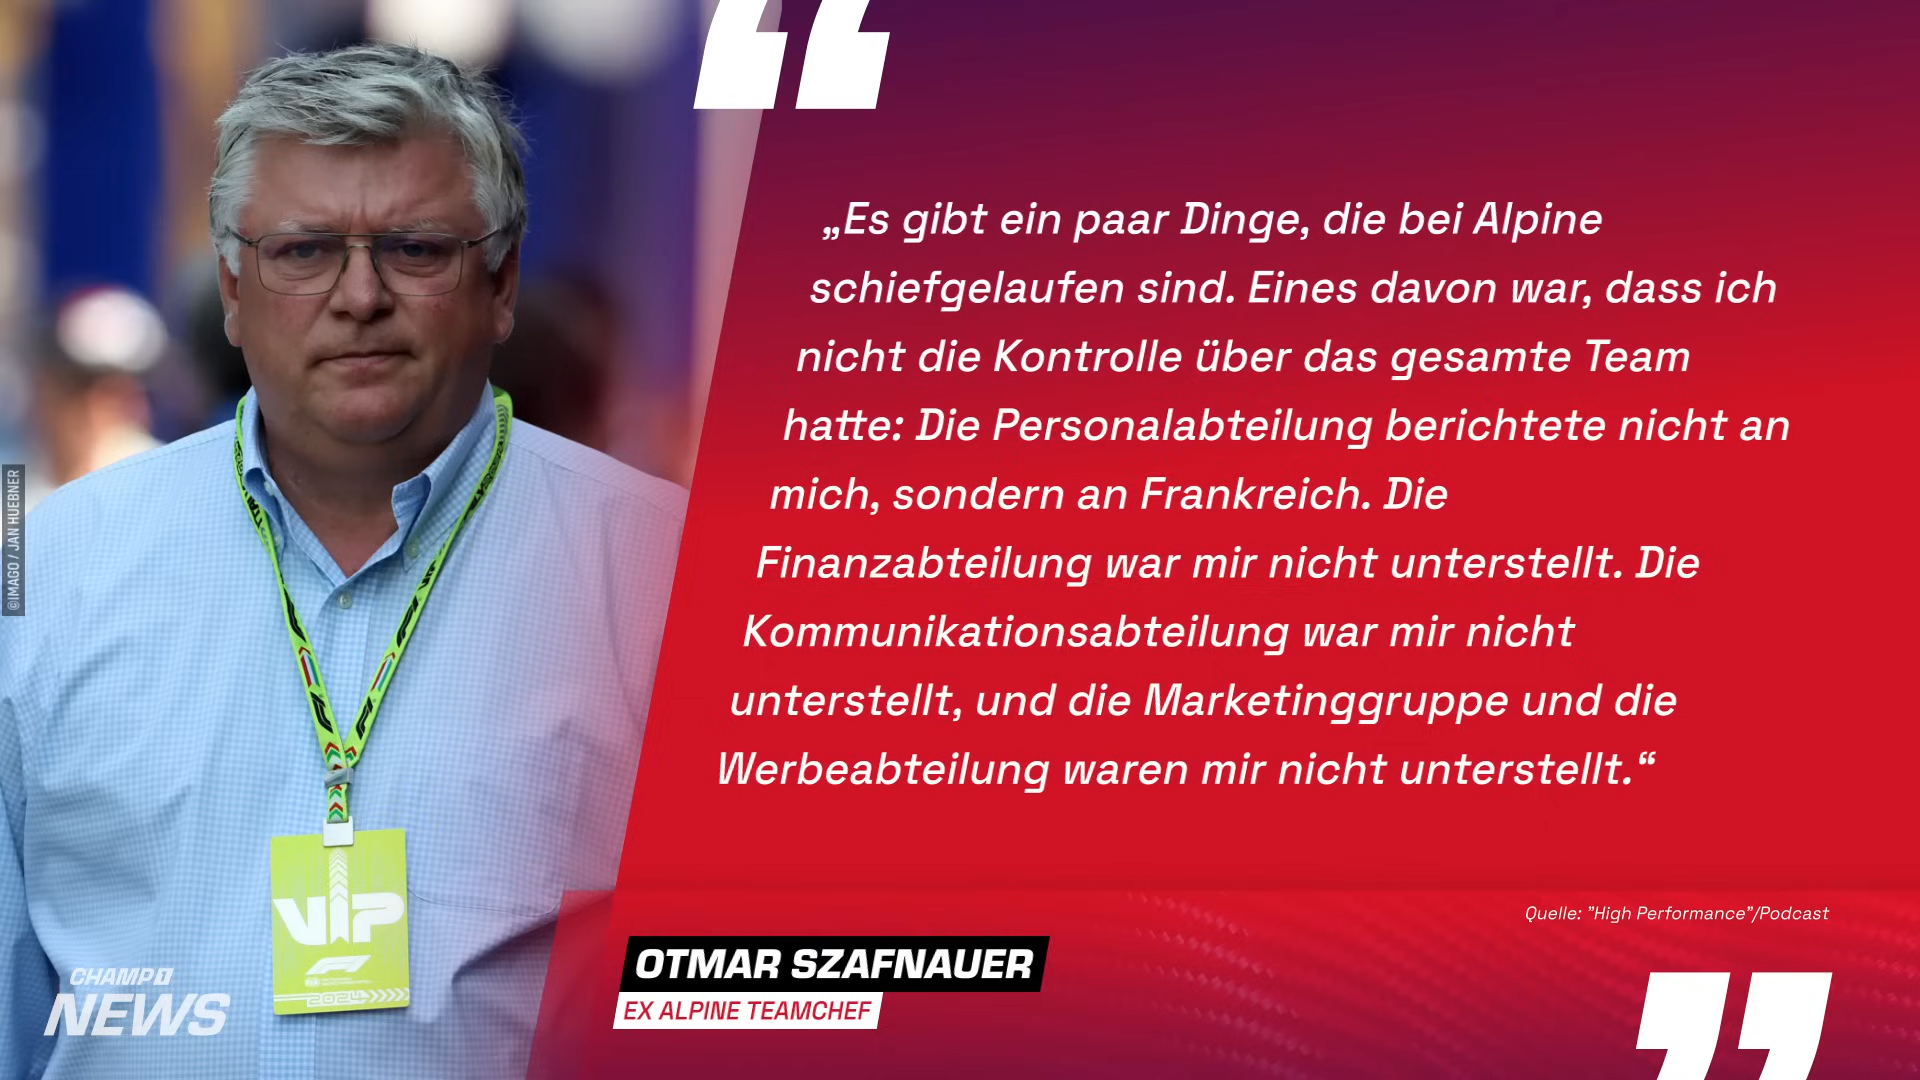 „Es gibt ein paar Dinge, die bei Alpine
schiefgelaufen sind. Eines davon war, dass ich
nicht die Kontrolle über das gesamte Team
hatte: Die Personalabteilung berichtete nicht an
mich, sondern an Frankreich. Die
Finanzabteilung war mir nicht unterstellt. Die
Kommunikationsabteilung war mir nicht
unterstellt, und die Marketinggruppe und die
Werbeabteilung waren mir nicht unterstellt.“
Quelle: "High Performance"/Podcast
OTMAR SZAFNAUER
EX ALPINE TEAMCHEF
©IMAGO / JAN HUEBNER
VIP
F1
2024
CHAMP1
NEWS